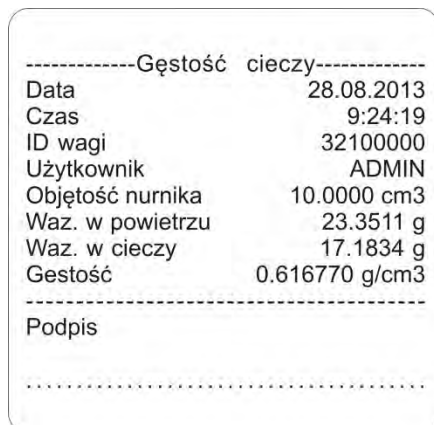 -------------Gęstość cieczy-------------
Data 28.08.2013
Czas 9:24:19
ID wagi 32100000
Użytkownik ADMIN
Objętość nurnika 10.0000 cm3
Waz. w powietrzu 23.3511 g
Waz. w cieczy 17.1834 g
Gestość 0.616770 g/cm3
----------------------------------------
Podpis
........................................